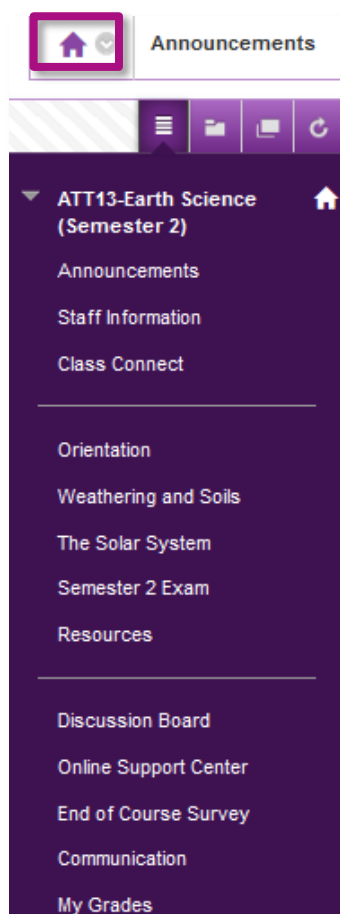 Announcements
ATT13-Earth Science
(Semester 2)
Announcements
Staff Information
Class Connect
Orientation
Weathering and Soils
The Solar System
Semester 2 Exam
Resources
Discussion Board
Online Support Center
End of Course Survey
Communication
My Grades